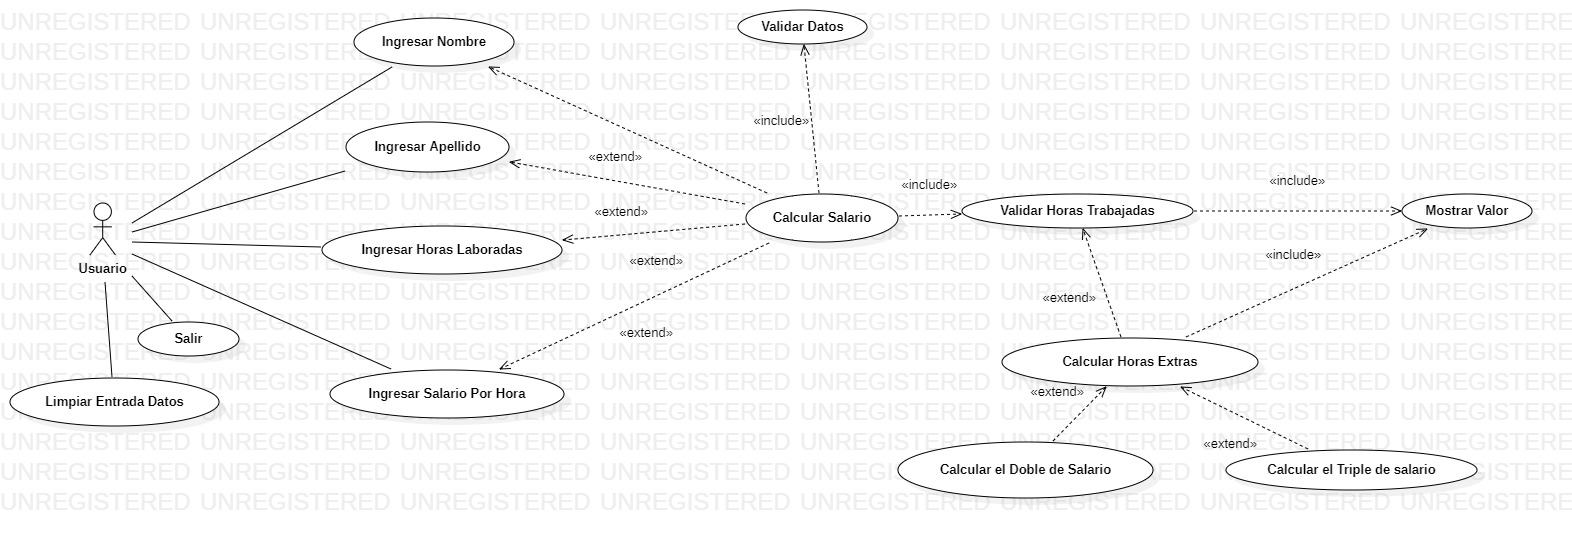 Validar Datos
Ingresar Nombre
«include»
Ingresar Apellido
«extend»
«include»
«include»
«extend»
Calcular Salario
Validar Horas Trabajadas
Mostrar Valor
Ingresar Horas Laboradas
«extend»
«include»
Usuario
«extend»
«extend»
Salir
Calcular Horas Extras
Ingresar Salario Por Hora
«extend»
Limpiar Entrada Datos
«extend»
Calcular el Doble de Salario
Calcular el Triple de salario
UNREGISTERED UNREGISTERED UNREGISTERED UNREGISTERED UNREGISTERED UNREGISTERED UNREGISTERED UNREGISTERE